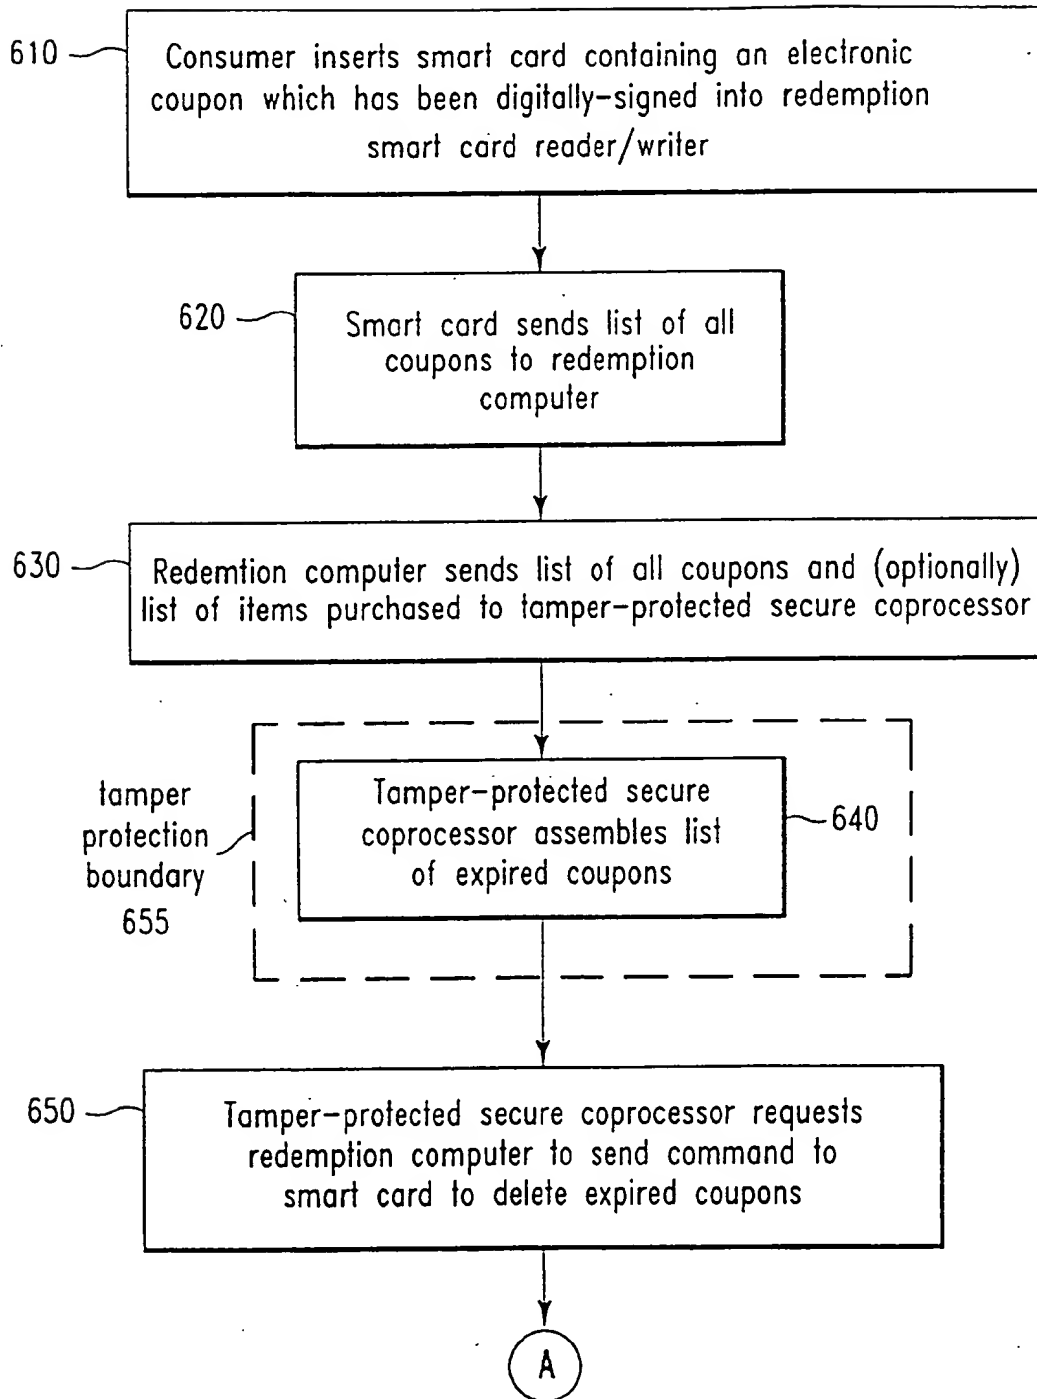 610
Consumer inserts smart card containing an electronic
coupon which has been digitally-signed into redemption
smart card reader/writer
620
Smart card sends list of all
coupons to redemption
computer
630
Redemtion computer sends list of all coupons and (optionally)
list of items purchased to tamper-protected secure coprocessor
tamper
protection
boundary
655
Tamper-protected secure
coprocessor assembles list
of expired coupons
640
650
Tamper-protected secure coprocessor requests
redemption computer to send command to
smart card to delete expired coupons
A